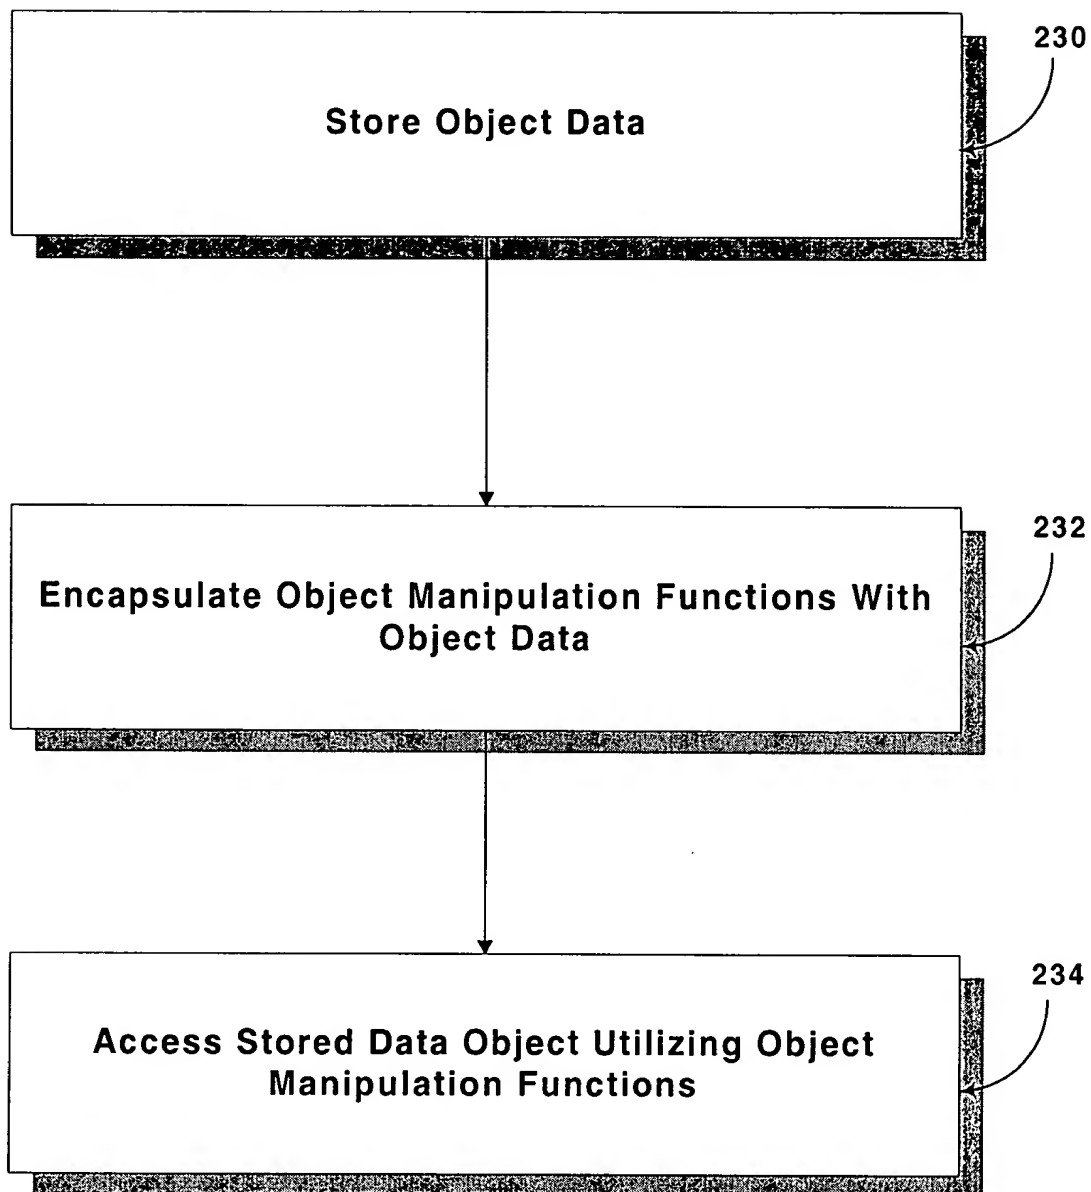 230
Store Object Data
232
Encapsulate Object Manipulation Functions With
Object Data
234
Access Stored Data Object Utilizing Object
Manipulation Functions